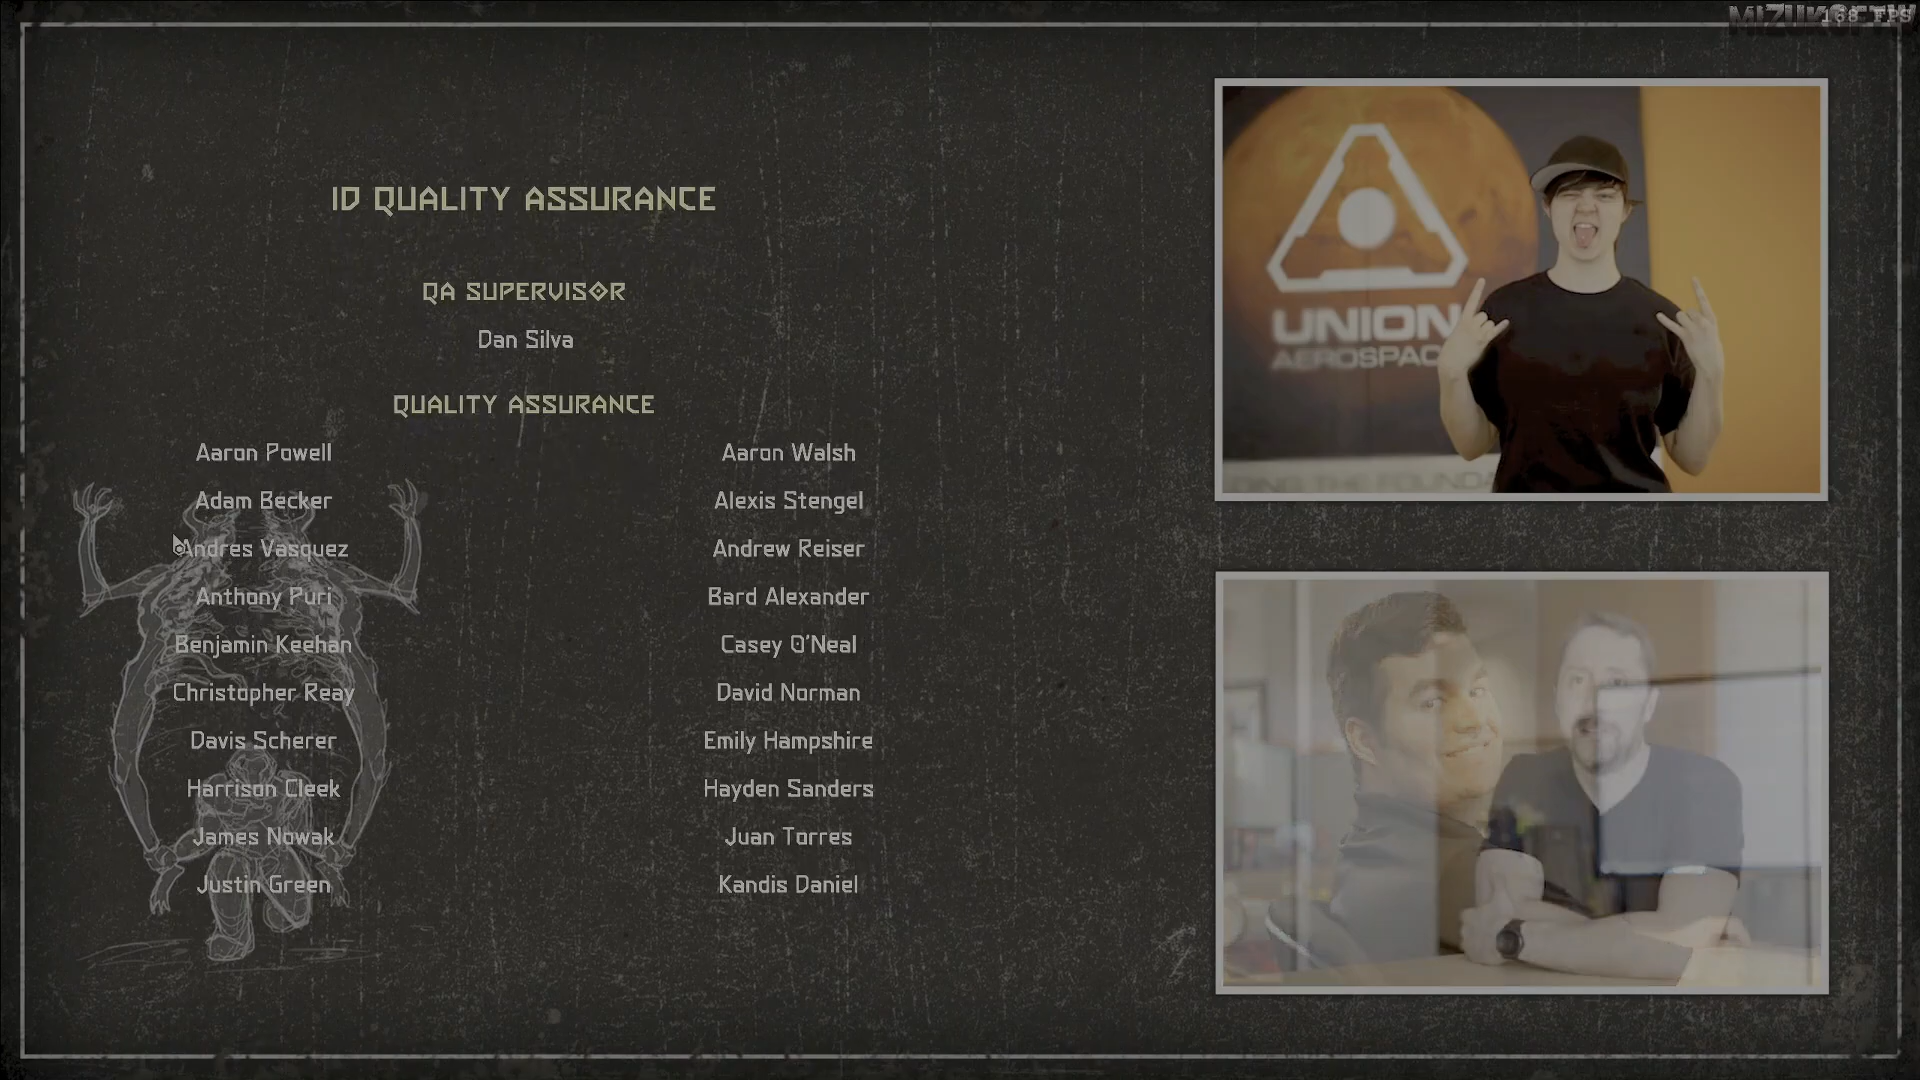 168 FPS
ID QUALITY ASSURANCE
QA SUPERVISOR
Dan Silva
QUALITY ASSURANCE
Aaron Powell Aaron Walsh
Adam Becker Alexis Stengel
Andres Vasquez Andrew Reiser
Anthony Puri Bard Alexander
Benjamin Keehan Casey O'Neal
Christopher Reay David Norman
Davis Scherer Emily Hampshire
Harrison Cleek Hayden Sanders
James Nowak Juan Torres
Justin Green Kandis Daniel
UNION
AEROSPAC